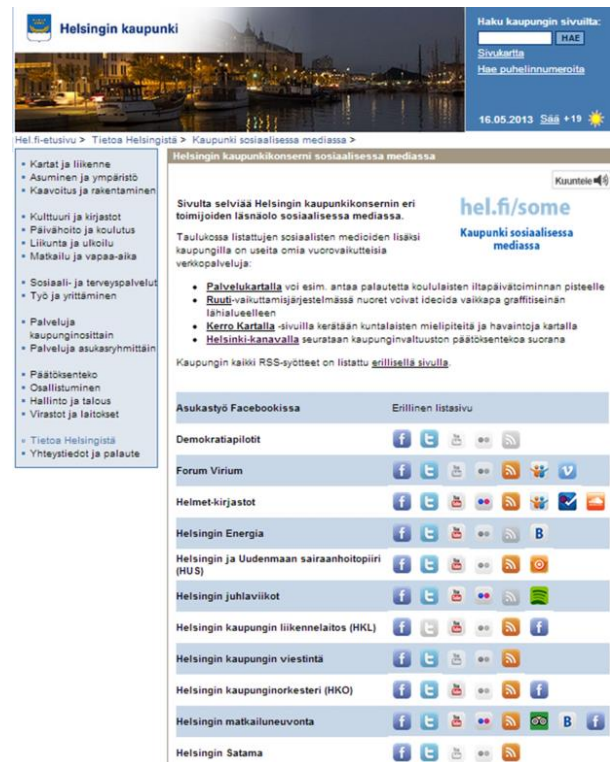 Helsingin kaupunki
Haku kaupungin sivuilta:
HAE
Sivukartta
Hae puhelinnumeroita
16.05.2013 Sää +19
Hel.fi-etusivu > Tietoa Helsingistä > Kaupunki sosiaalisessa mediassa >
Kartat ja liikenne
Asuminen ja ympäristö
Kaavoitus ja rakentaminen
Kulttuuri ja kirjastot
Päivähoito ja koulutus
Liikunta ja ulkoilu
Matkailu ja vapaa-aika
Sosiaali- ja terveyspalvelut
Työ ja yrittäminen
Palveluja
kaupunginosittain
Palveluja asukasryhmittäin
Päätöksenteko
Osallistuminen
Hallinto ja talous
Virastot ja laitokset
Tietoa Helsingistä
Yhteystiedot ja palaute
Helsingin kaupunkikonserni sosiaalisessa mediassa
Kuuntele
Sivulta selviää Helsingin kaupunkikonsernin eri
toimijoiden läsnäolo sosiaalisessa mediassa.
Taulukossa listattujen sosiaalisten medioiden lisäksi
kaupungilla on useita omia vuorovaikutteisia
verkkopalveluja:
hel.fi/some
Kaupunki sosiaalisessa
mediassa
Palvelukartalla voi esim. antaa palautetta koululaisten iltapäivätoiminnan pisteelle
Ruuti-vaikuttamisjärjestelmässä nuoret voivat ideoida vaikkapa graffitiseinän
lähialueelleen
Kerro Kartalla -sivuilla kerätään kuntalaisten mielipiteitä ja havaintoja kartalla
Helsinki-kanavalla seurataan kaupunginvaltuuston päätöksentekoa suorana
Kaupungin kaikki RSS-syötteet on listattu erillisellä sivulla.
Asukastyö Facebookissa Erillinen listasivu
Demokratiapilotit
Forum Virium
Helmet-kirjastot
Helsingin Energia
Helsingin ja Uudenmaan sairaanhoitopiiri
(HUS)
Helsingin juhlaviikot
Helsingin kaupungin liikennelaitos (HKL)
Helsingin kaupungin viestintä
Helsingin kaupunginorkesteri (HKO)
Helsingin matkailuneuvonta
Helsingin Satama